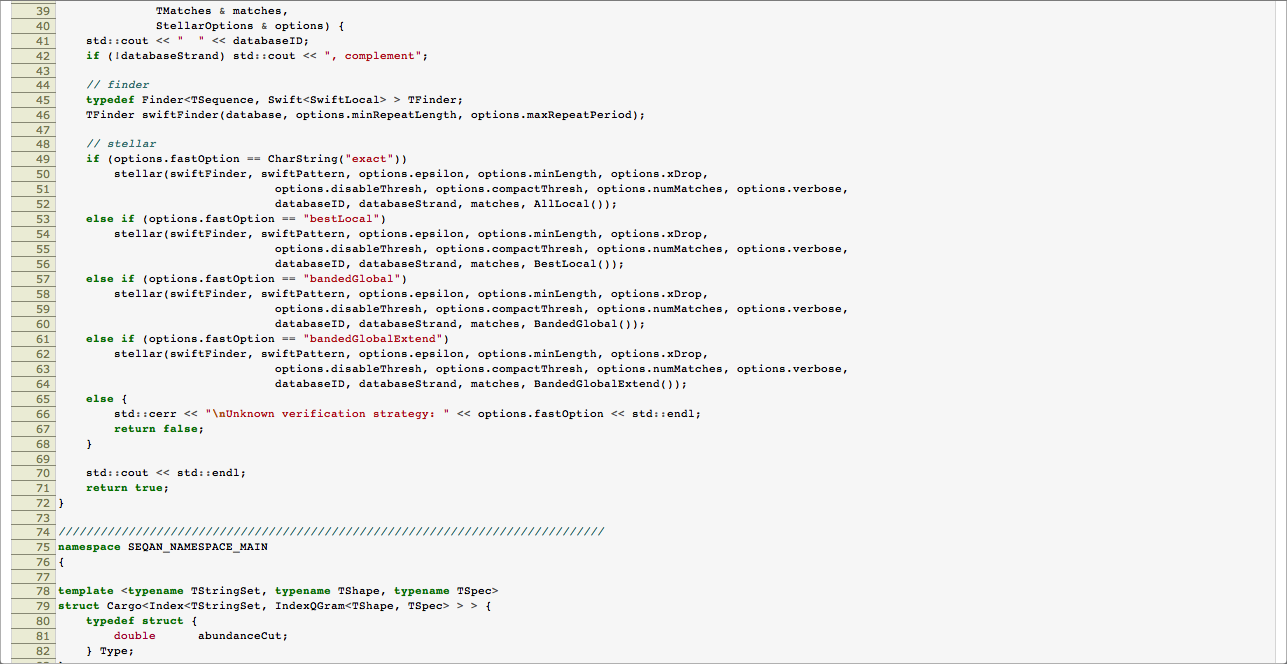 39 TMatches & matches,
40 StellarOptions & options) {
41 std::cout << "  " << databaseID;
42 if (!databaseStrand) std::cout << ", complement";
43
44 // finder
45 typedef Finder<TSequence, Swift<SwiftLocal> > TFinder;
46 TFinder swiftFinder(database, options.minRepeatLength, options.maxRepeatPeriod);
47
48 // stellar
49 if (options.fastOption == CharString("exact"))
50 stellar(swiftFinder, swiftPattern, options.epsilon, options.minLength, options.xDrop,
51 options.disableThresh, options.compactThresh, options.numMatches, options.verbose,
52 databaseID, databaseStrand, matches, AllLocal());
53 else if (options.fastOption == "bestLocal")
54 stellar(swiftFinder, swiftPattern, options.epsilon, options.minLength, options.xDrop,
55 options.disableThresh, options.compactThresh, options.numMatches, options.verbose,
56 databaseID, databaseStrand, matches, BestLocal());
57 else if (options.fastOption == "bandedGlobal")
58 stellar(swiftFinder, swiftPattern, options.epsilon, options.minLength, options.xDrop,
59 options.disableThresh, options.compactThresh, options.numMatches, options.verbose,
60 databaseID, databaseStrand, matches, BandedGlobal());
61 else if (options.fastOption == "bandedGlobalExtend")
62 stellar(swiftFinder, swiftPattern, options.epsilon, options.minLength, options.xDrop,
63 options.disableThresh, options.compactThresh, options.numMatches, options.verbose,
64 databaseID, databaseStrand, matches, BandedGlobalExtend());
65 else {
66 std::cerr << "\nUnknown verification strategy: " << options.fastOption << std::endl;
67 return false;
68 }
69
70 std::cout << std::endl;
71 return true;
72 }
73
74 //////////////////////////////////////////////////////////////////////////////
75 namespace SEQAN_NAMESPACE_MAIN
76 {
77
78 template <typename TStringSet, typename TShape, typename TSpec>
79 struct Cargo<Index<TStringSet, IndexQGram<TShape, TSpec> > > {
80 typedef struct {
81 double abundanceCut;
82 } Type;